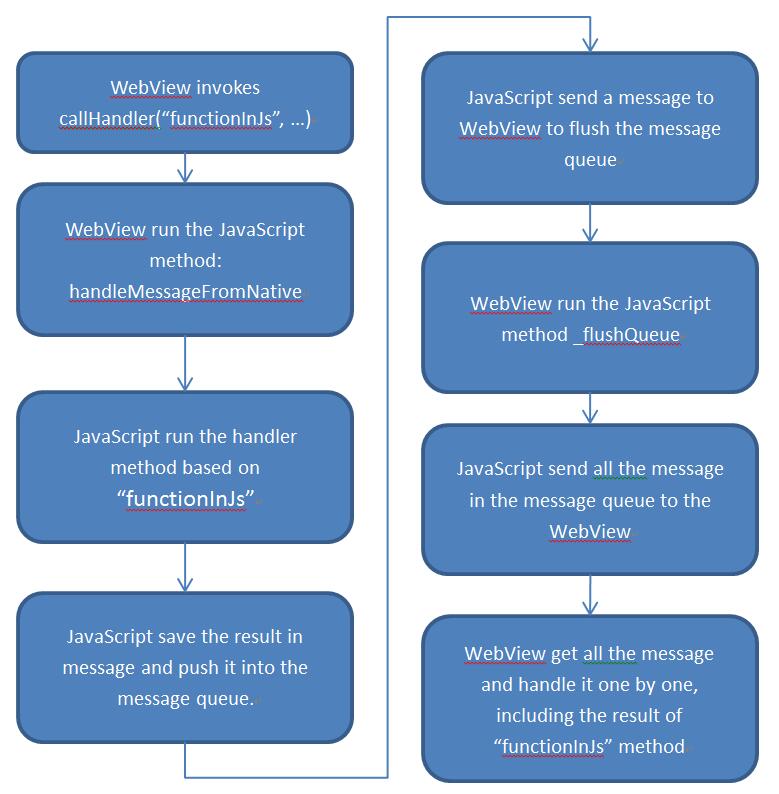 WebView invokes
callHandler(“functionInJs”, …)
WebView run the JavaScript
method:
handleMessageFromNative
JavaScript run the handler
method based on
“functionInJs”
JavaScript save the result in
message and push it into the
message queue.
JavaScript send a message to
WebView to flush the message
queue
WebView run the JavaScript
method _flushQueue
JavaScript send all the message
in the message queue to the
WebView
WebView get all the message
and handle it one by one,
including the result of
“functionInJs” method